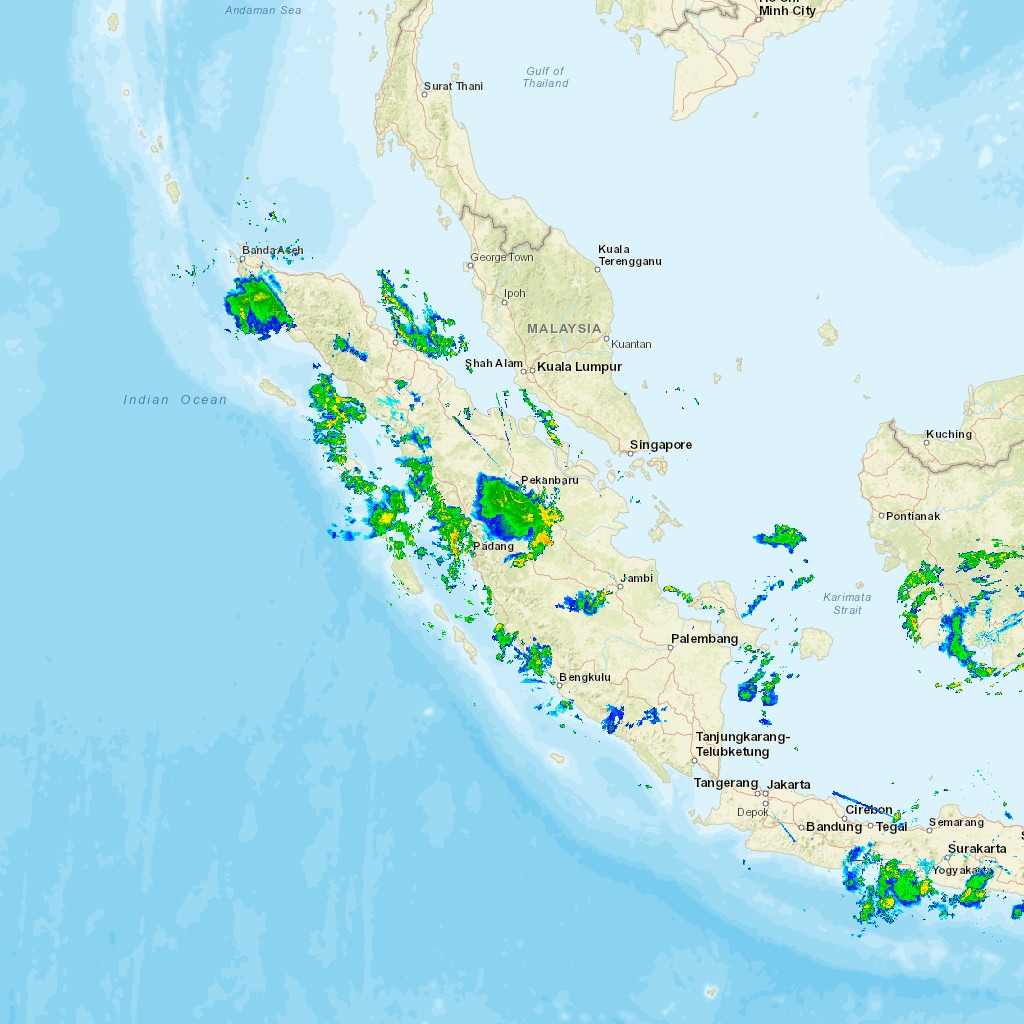 Minh City
Andaman Sea
Gulf of
Thailand
Surat Thani
Banda Aceh
Kuala
Terengganu
George Town
Ipoh
MALAYSIA
Kuantan
Shah Alam
Kuala Lumpur
Indian Ocean
Singapore
Kuching
Pekanbaru
Pontianak
Padang
Jambi
Karimata
Strait
Palembang
Bengkulu
Tanjungkarang-
Telubketung
Tangerang
Jakarta
Depok
Cirebon
Bandung
Tegal
Semarang
Surakarta